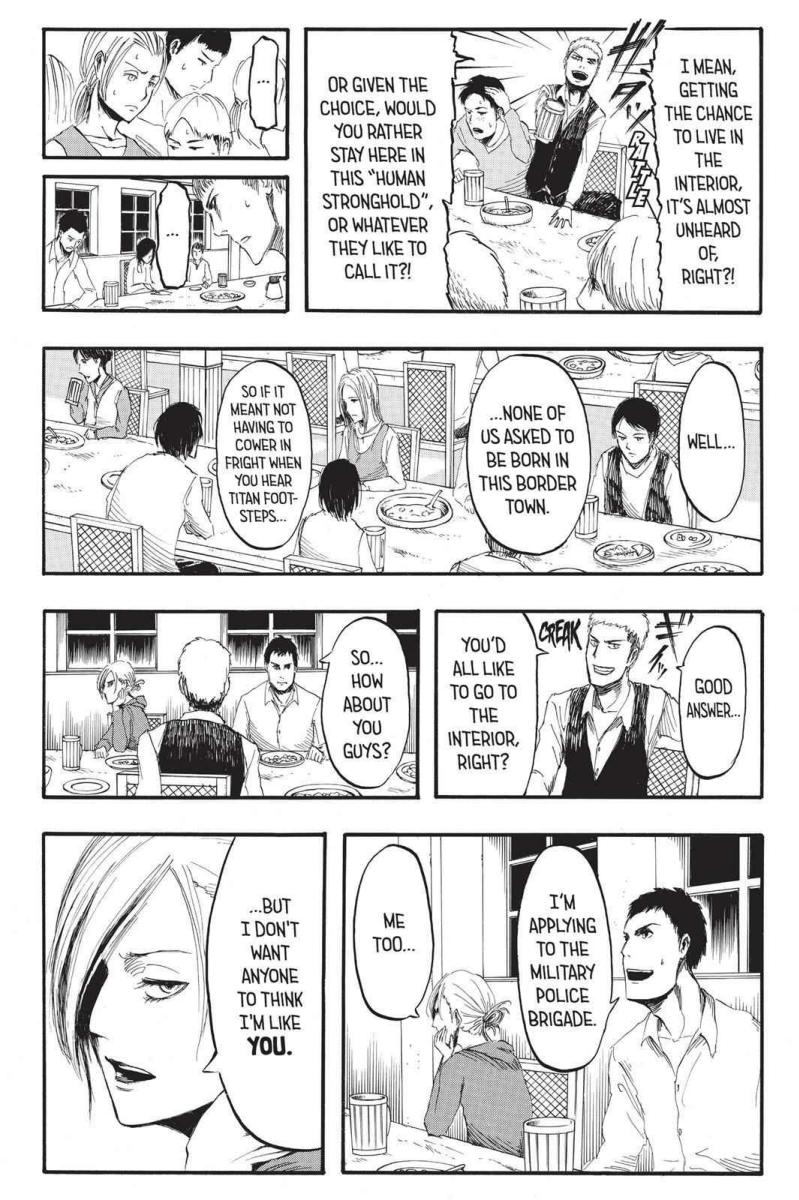 I MEAN,
GETTING
THE CHANCE
TO LIVE IN
THE
INTERIOR,
IT'S ALMOST
UNHEARD
OF,
RIGHT?!
RATTLE
OR GIVEN THE
CHOICE, WOULD
YOU RATHER
STAY HERE IN
THIS "HUMAN
STRONGHOLD",
OR WHATEVER
THEY LIKE TO
CALL IT?!
...
...
WELL...
...NONE OF
US ASKED TO
BE BORN IN
THIS BORDER
TOWN.
SO IF IT
MEANT NOT
HAVING TO
COWER IN
FRIGHT WHEN
YOU HEAR
TITAN FOOT-
STEPS...
GOOD
ANSWER...
CREAK
YOU'D
ALL LIKE
TO GO TO
THE
INTERIOR,
RIGHT?
SO...
HOW
ABOUT
YOU
GUYS?
I'M
APPLYING
TO THE
MILITARY
POLICE
BRIGADE.
ME
TOO...
...BUT
I DON'T
WANT
ANYONE
TO THINK
I'M LIKE
YOU.